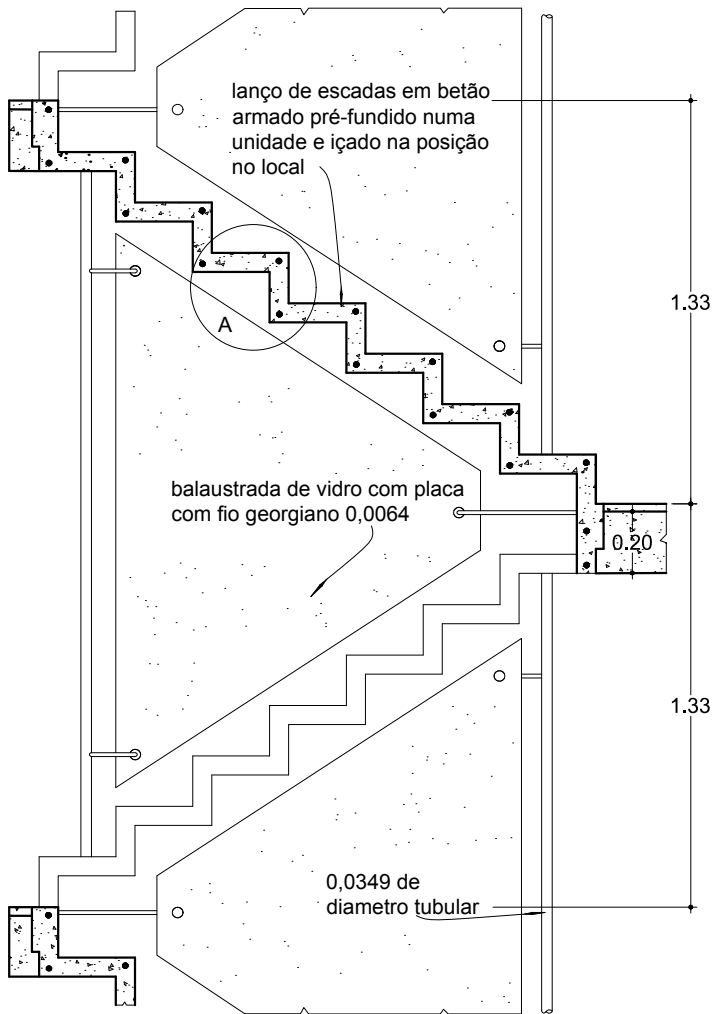 lanço de escadas em betão
armado pré-fundido numa
unidade e içado na posição
no local
1.33
A
balaustrada de vidro com placa
com fio georgiano 0,0064
0.20
1.33
0,0349 de
diametro tubular